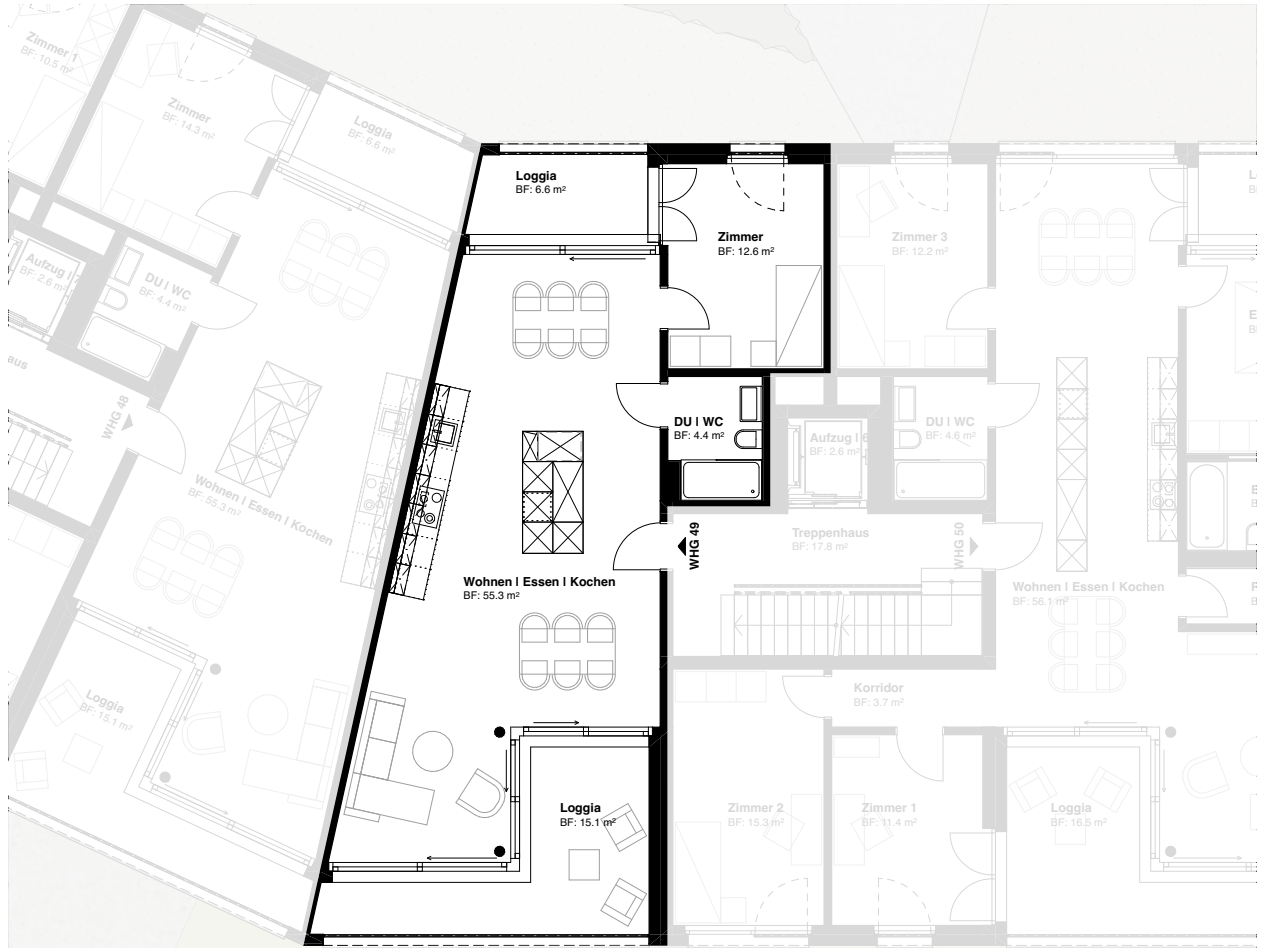 Zimmer 1
BF: 10.5 m²
Zimmer
BF: 14.3 m²
Loggia
BF: 6.6 m²
Aufzug I
BF: 2.6 m²
DU I WC
BF: 4.4 m²
WHG 48
Wohnen I Essen I Kochen
BF: 55.3 m²
Loggia
BF: 15.1 m²
Loggia
BF: 6.6 m²
Zimmer
BF: 12.6 m²
DU I WC
BF: 4.4 m²
WHG 49
Wohnen I Essen I Kochen
BF: 55.3 m²
Loggia
BF: 15.1 m²
Zimmer 3
BF: 12.2 m²
Aufzug I 6
BF: 2.6 m²
DU I WC
BF: 4.6 m²
Treppenhaus
BF: 17.8 m²
WHG 50
Wohnen I Essen I Kochen
BF: 56.1 m²
Korridor
BF: 3.7 m²
Zimmer 2
BF: 15.3 m²
Zimmer 1
BF: 11.4 m²
Loggia
BF: 16.5 m²